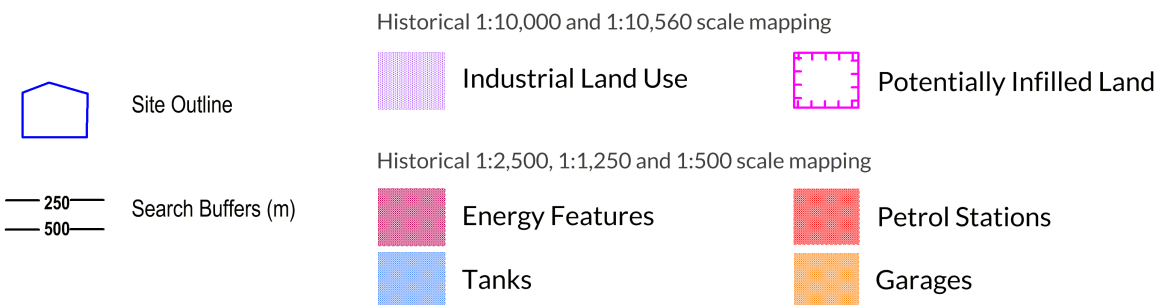 Historical 1:10,000 and 1:10,560 scale mapping
Industrial Land Use
Potentially Infilled Land
Site Outline
Historical 1:2,500, 1:1,250 and 1:500 scale mapping
250
500
Search Buffers (m)
Energy Features
Petrol Stations
Tanks
Garages